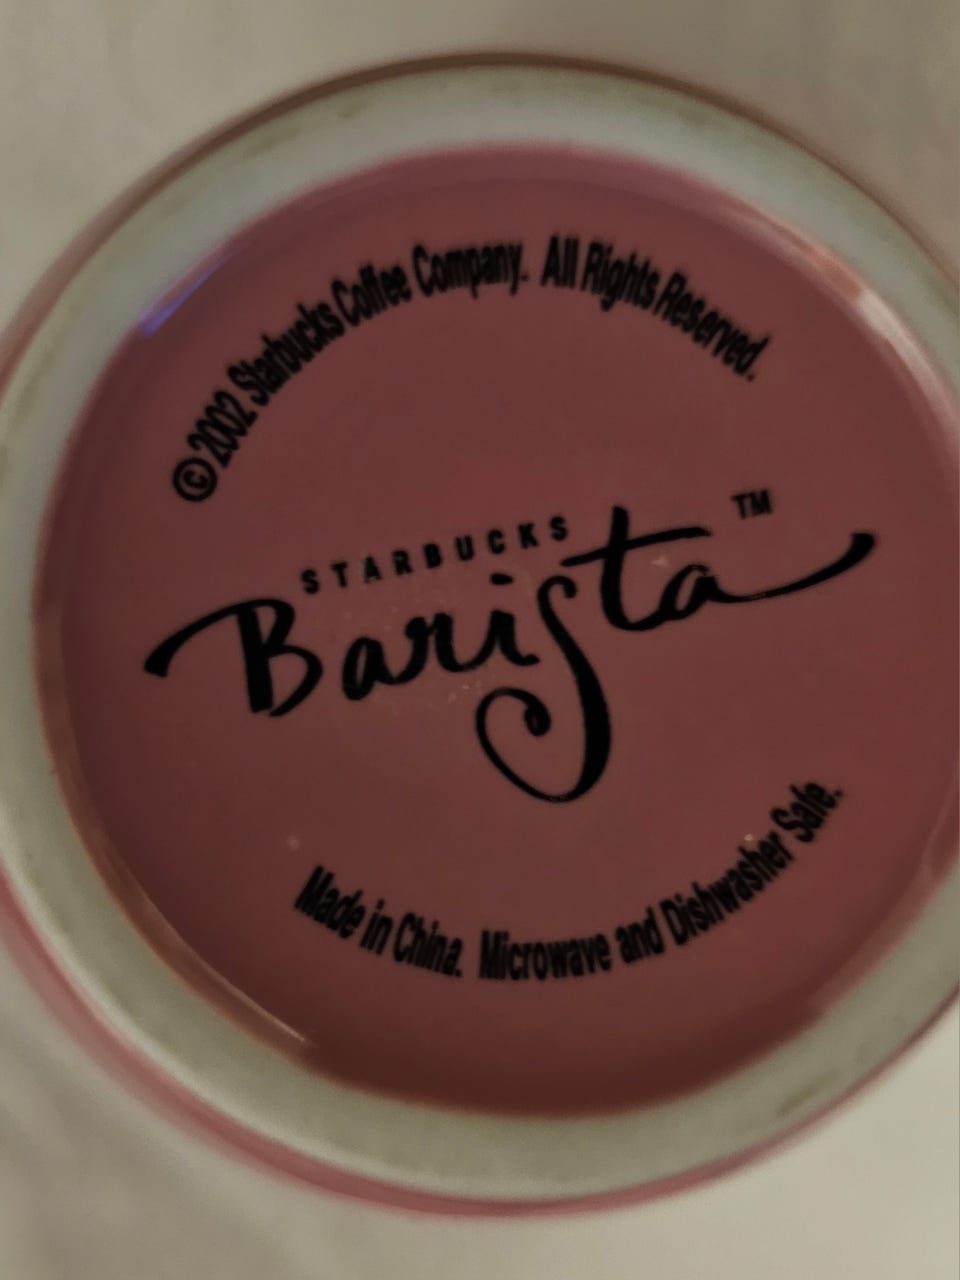 © 2002 Starbucks Coffee Company. All Rights Reserved.
STARBUCKS
Barista™
Made in China. Microwave and Dishwasher Safe.